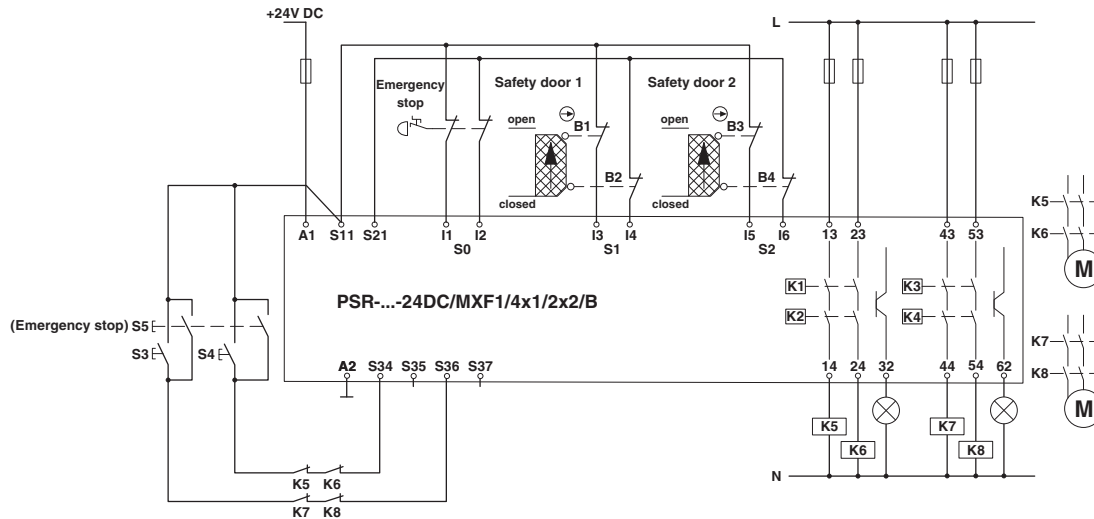 +24V DC
L
Emergency
stop
Safety door 1
Safety door 2
open
B1
open
B3
B2
B4
closed
closed
K5
K6
M
A1
S11
S21
I1
I2
I3
I4
I5
I6
13
23
43
53
S0
S1
S2
K1
K3
PSR-...-24DC/MXF1/4x1/2x2/B
K2
K4
(Emergency stop) S5
S3
S4
K7
K8
M
A2
S34
S35
S36
S37
14
24
32
44
54
62
K5
K7
K6
K8
K5
K6
K7
K8
N